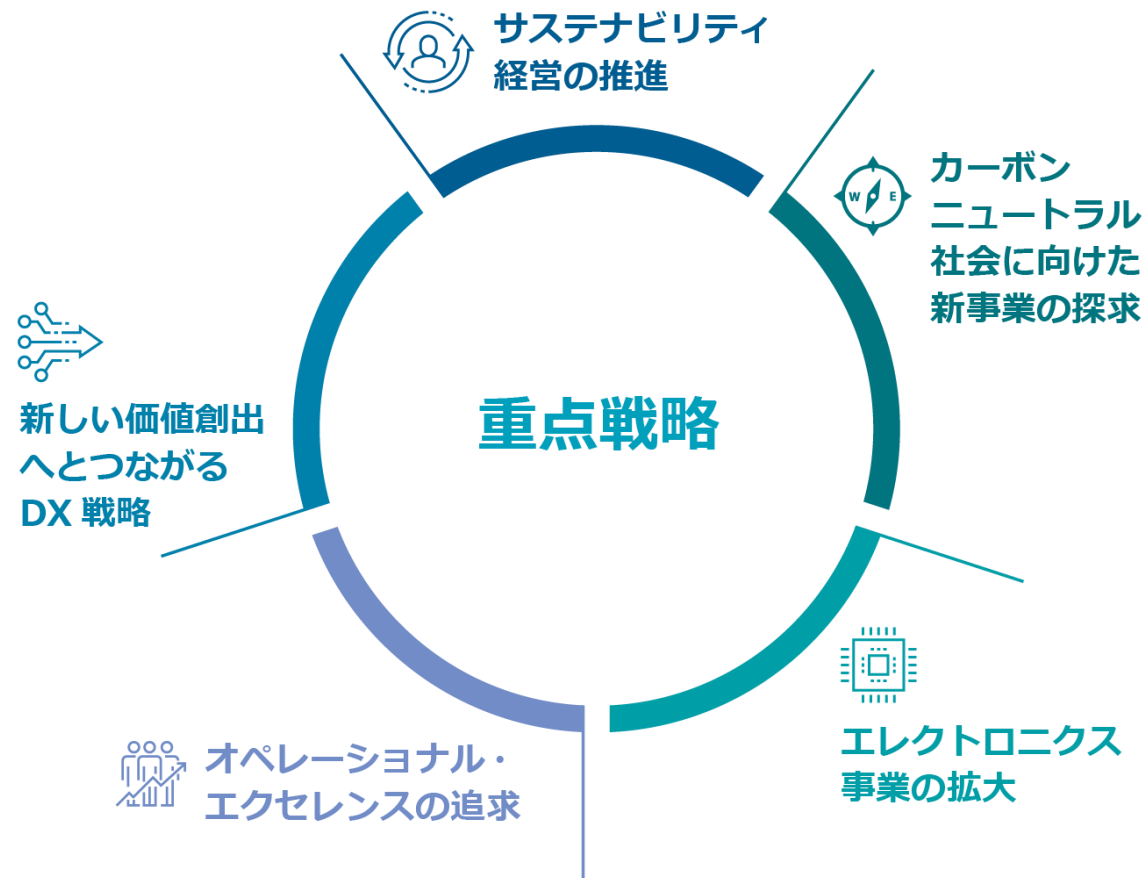 サステナビリティ
経営の推進
W E
カーボン
ニュートラル
社会に向けた
新事業の探求
重点戦略
新しい価値創出
へとつながる
DX 戦略
エレクトロニクス
事業の拡大
オペレーショナル・
エクセレンスの追求